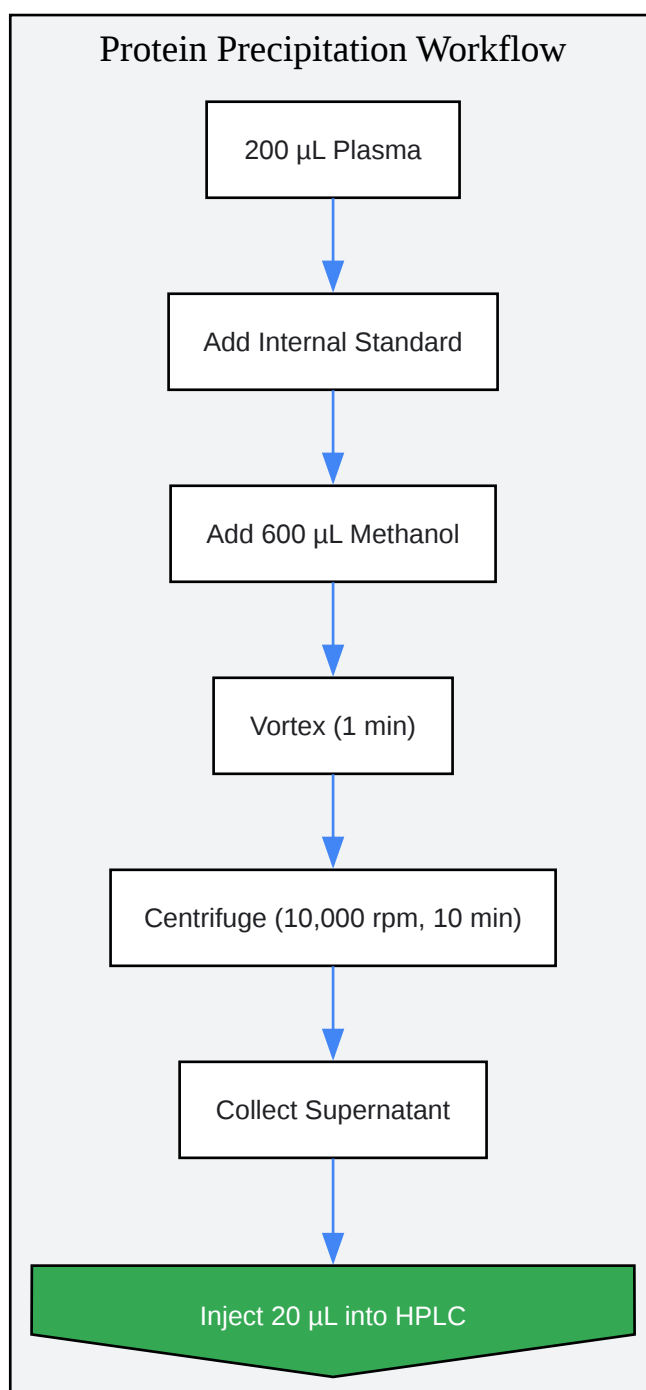 Protein Precipitation Workflow
200 µL Plasma
Add Internal Standard
Add 600 µL Methanol
Vortex (1 min)
Centrifuge (10,000 rpm, 10 min)
Collect Supernatant
Inject 20 µL into HPLC